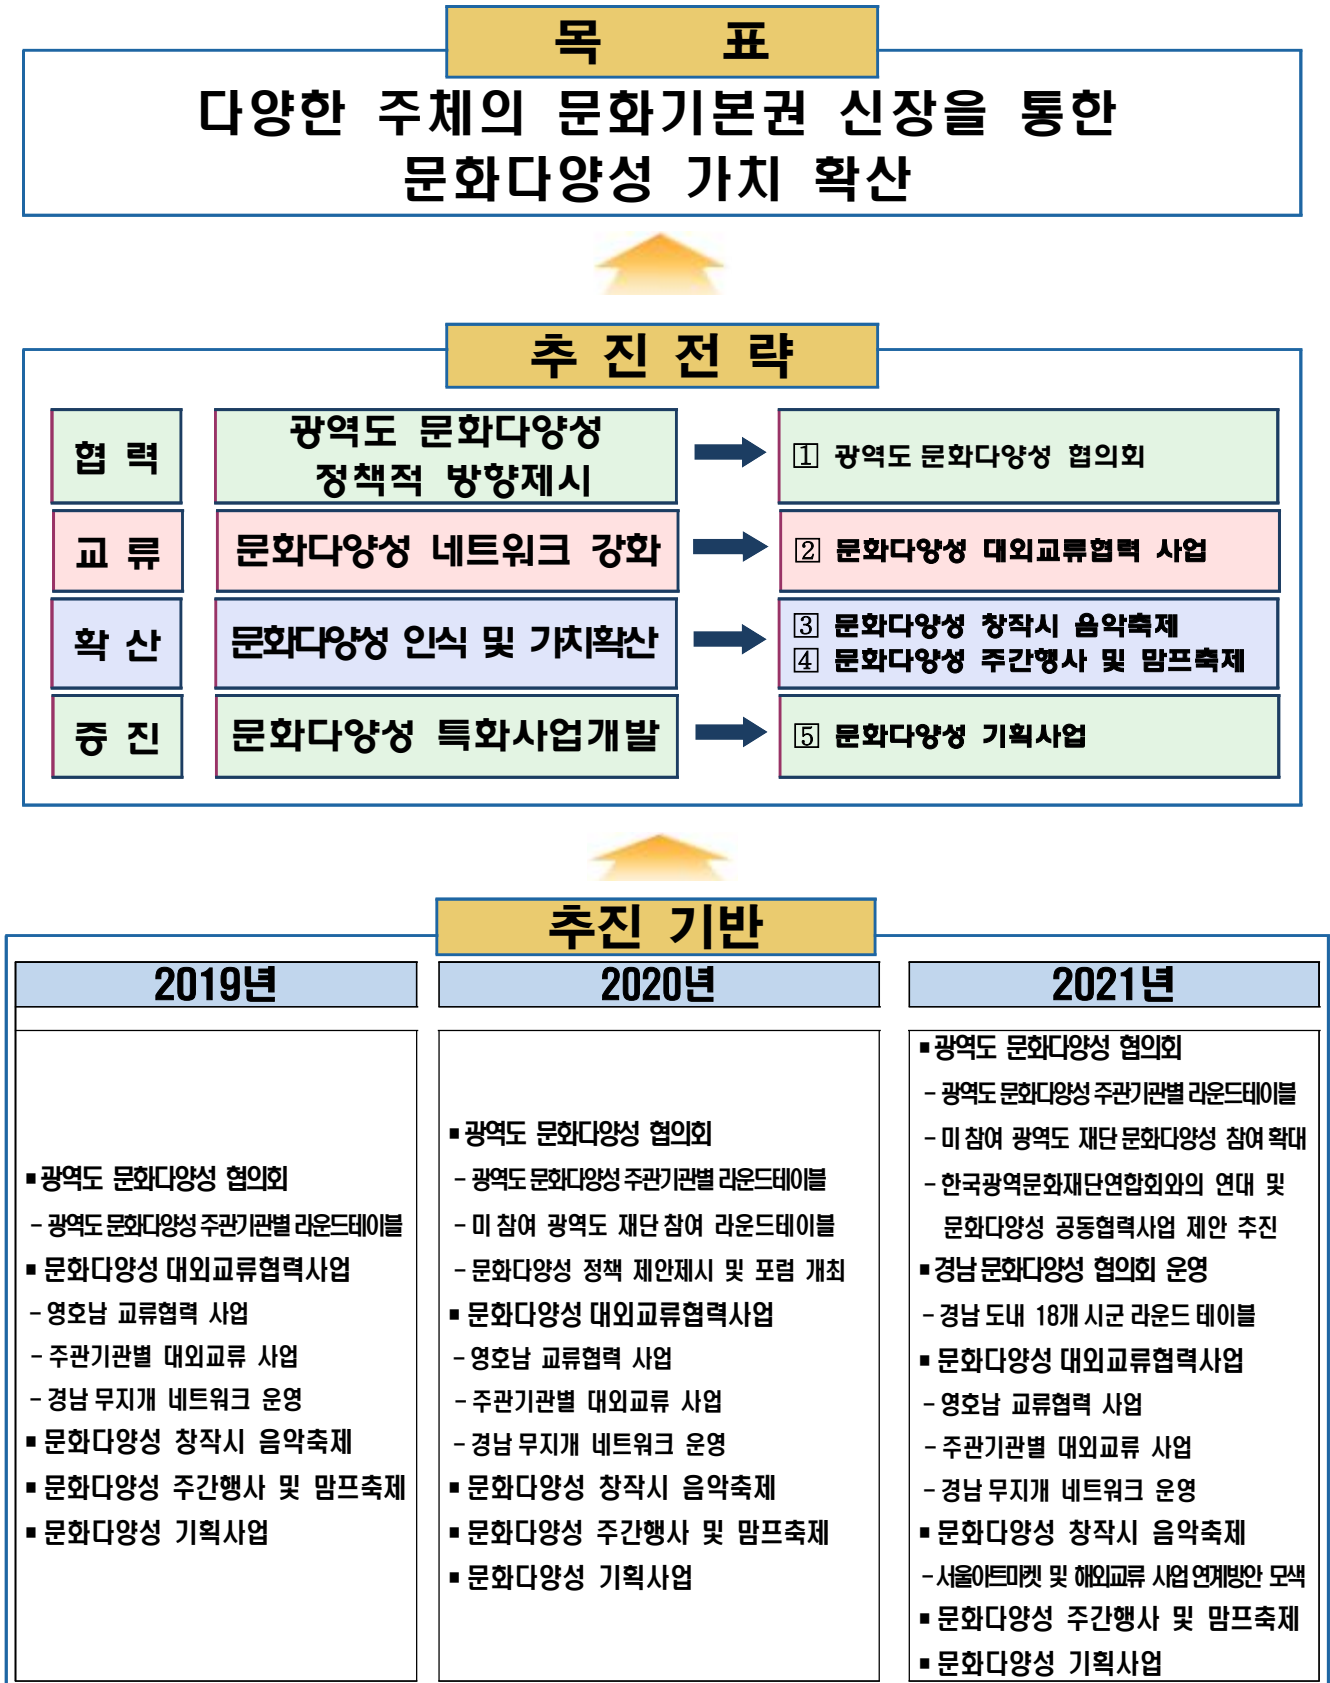 목 표
다양한 주체의 문화기본권 신장을 통한
문화다양성 가치 확산
추 진 전 략
협 력
광역도 문화다양성
정책적 방향제시
1 광역도 문화다양성 협의회
교 류
문화다양성 네트워크 강화
2 문화다양성 대외교류협력 사업
확 산
문화다양성 인식 및 가치확산
3 문화다양성 창작시 음악축제
4 문화다양성 주간행사 및 맘프축제
증 진
문화다양성 특화사업개발
5 문화다양성 기획사업
추진 기반
2019년
▪광역도 문화다양성 협의회
- 광역도 문화다양성 주관기관별 라운드테이블
▪문화다양성 대외교류협력사업
- 영호남 교류협력 사업
- 주관기관별 대외교류 사업
- 경남 무지개 네트워크 운영
▪문화다양성 창작시 음악축제
▪문화다양성 주간행사 및 맘프축제
▪문화다양성 기획사업
2020년
▪광역도 문화다양성 협의회
- 광역도 문화다양성 주관기관별 라운드테이블
- 미 참여 광역도 재단 참여 라운드테이블
- 문화다양성 정책 제안제시 및 포럼 개최
▪문화다양성 대외교류협력사업
- 영호남 교류협력 사업
- 주관기관별 대외교류 사업
- 경남 무지개 네트워크 운영
▪문화다양성 창작시 음악축제
▪문화다양성 주간행사 및 맘프축제
▪문화다양성 기획사업
2021년
▪광역도 문화다양성 협의회
- 광역도 문화다양성 주관기관별 라운드테이블
- 미 참여 광역도 재단 문화다양성 참여 확대
- 한국광역문화재단연합회와의 연대 및
문화다양성 공동협력사업 제안 추진
▪경남 문화다양성 협의회 운영
- 경남 도내 18개 시군 라운드 테이블
▪문화다양성 대외교류협력사업
- 영호남 교류협력 사업
- 주관기관별 대외교류 사업
- 경남 무지개 네트워크 운영
▪문화다양성 창작시 음악축제
- 서울아트마켓 및 해외교류 사업 연계방안 모색
▪문화다양성 주간행사 및 맘프축제
▪문화다양성 기획사업